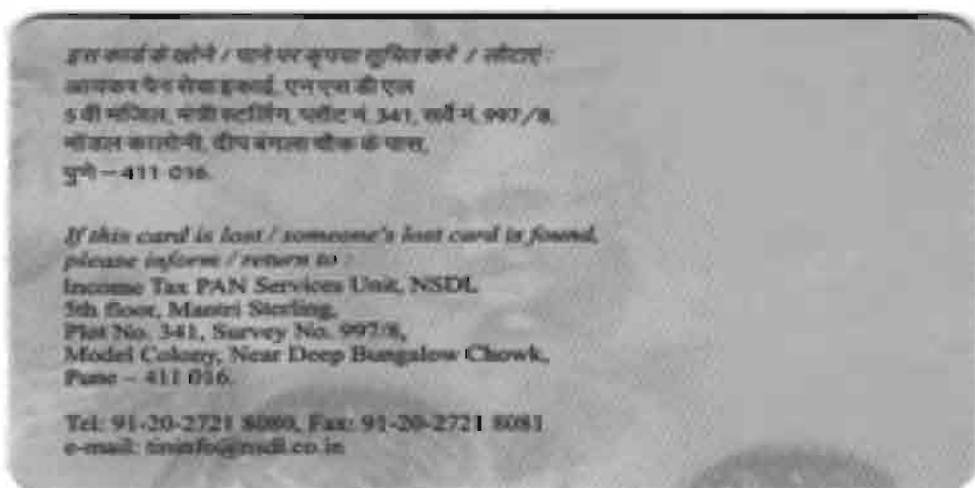 इस कार्ड के खोने / पाने पर कृपया सूचित करें / लौटाएं :
आयकर पैन सेवा इकाई, एन एस डी एल
5 वी मंजिल, मंत्री स्टर्लिंग, प्लॉट नं. 341, सर्वे नं. 997/8,
मॉडल कालोनी, दीप बंगला चौक के पास,
पुणे – 411 016.
If this card is lost / someone's lost card is found,
please inform / return to :
Income Tax PAN Services Unit, NSDL
5th floor, Mantri Sterling,
Plot No. 341, Survey No. 997/8,
Model Colony, Near Deep Bungalow Chowk,
Pune – 411 016.
Tel: 91-20-2721 8080, Fax: 91-20-2721 8081
e-mail: tininfo@nsdl.co.in